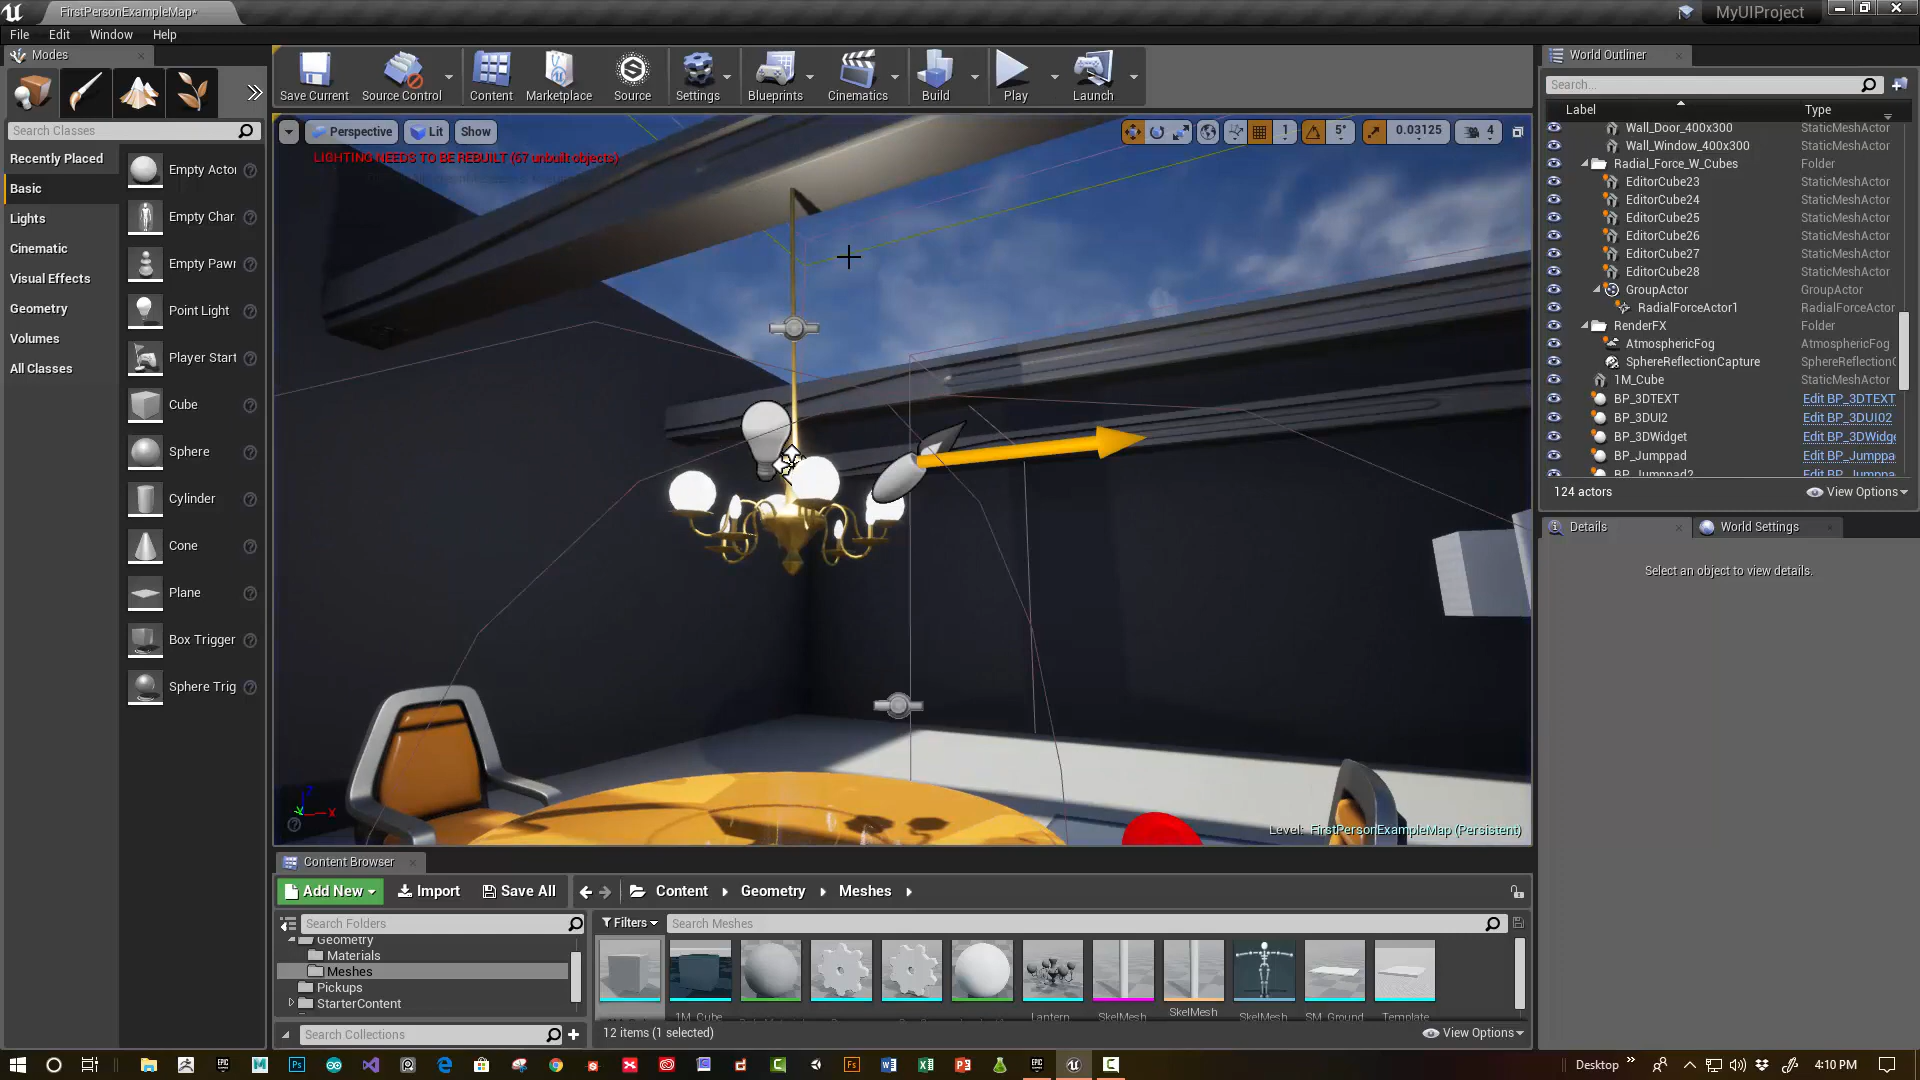 FirstPersonExampleMap*
MyUIProject
File Edit Window Help
Modes
Search Classes
Recently Placed
Basic
Lights
Cinematic
Visual Effects
Geometry
Volumes
All Classes
Empty Actor
Empty Char
Empty Pawn
Point Light
Player Start
Cube
Sphere
Cylinder
Cone
Plane
Box Trigger
Sphere Trig
Save Current
Source Control
Content
Marketplace
Source
Settings
Blueprints
Cinematics
Build
Play
Launch
Perspective Lit Show
1 5° 0.03125 4
LIGHTING NEEDS TO BE REBUILT (67 unbuilt objects)
Z
X
Level: FirstPersonExampleMap (Persistent)
World Outliner
Search...
Label Type
Wall_Door_400x300 StaticMeshActor
Wall_Window_400x300 StaticMeshActor
Radial_Force_W_Cubes Folder
EditorCube23 StaticMeshActor
EditorCube24 StaticMeshActor
EditorCube25 StaticMeshActor
EditorCube26 StaticMeshActor
EditorCube27 StaticMeshActor
EditorCube28 StaticMeshActor
GroupActor GroupActor
RadialForceActor1 RadialForceActor
RenderFX Folder
AtmosphericFog AtmosphericFog
SphereReflectionCapture SphereReflectionC
1M_Cube StaticMeshActor
BP_3DTEXT Edit BP_3DTEXT
BP_3DUI2 Edit BP_3DUI02
BP_3DWidget Edit BP_3DWidge
BP_Jumppad Edit BP_Jumppa
BP_Jumppad2 Edit BP_Jumppa
124 actors View Options
Details World Settings
Select an object to view details.
Content Browser
Add New Import Save All Content Geometry Meshes
Search Folders
Geometry
Materials
Meshes
Pickups
StarterContent
Search Collections
Filters Search Meshes
1M_Cube
Lantern
SkelMesh
SkelMesh
SkelMesh
SM_Ground
Template
12 items (1 selected) View Options
Desktop 4:10 PM